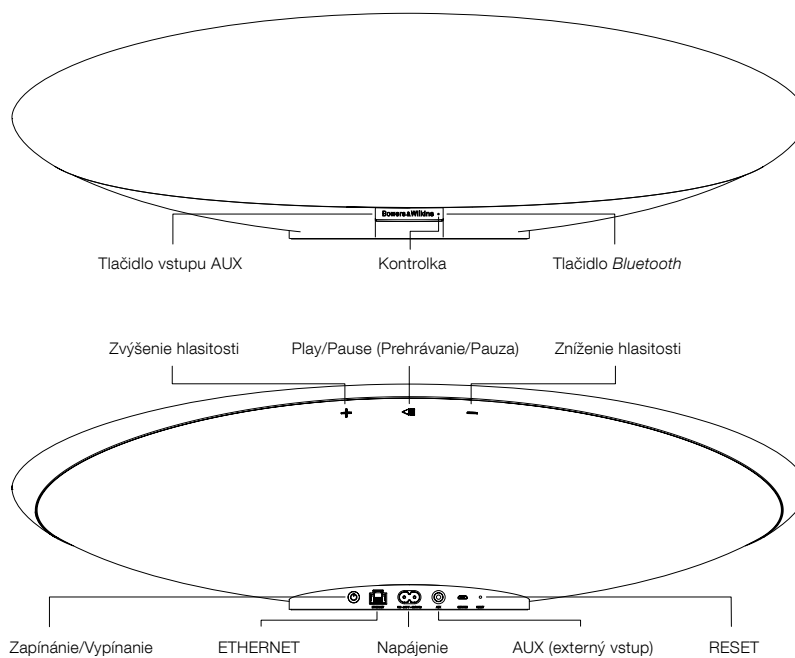 Bowers & Wilkins
Tlačidlo vstupu AUX
Kontrolka
Tlačidlo Bluetooth
Zvýšenie hlasitosti
Play/Pause (Prehrávanie/Pauza)
Zníženie hlasitosti
Zapínánie/Vypínanie
ETHERNET
Napájenie
AUX (externý vstup)
RESET